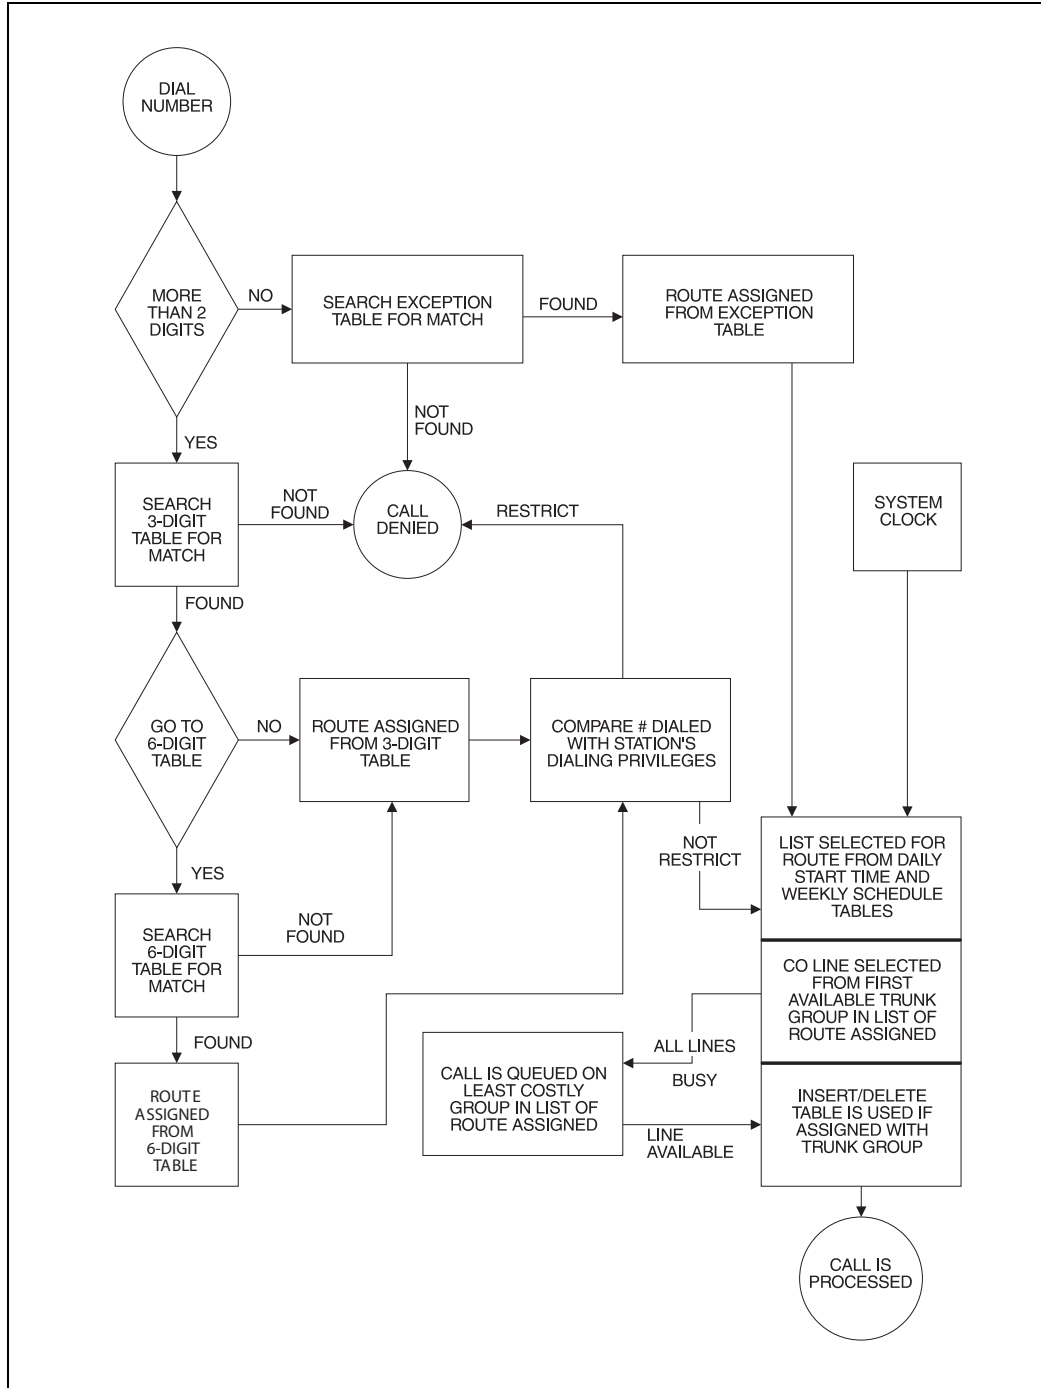 DIAL
NUMBER
MORE
THAN 2
DIGITS
NO
SEARCH EXCEPTION
TABLE FOR MATCH
FOUND
ROUTE ASSIGNED
FROM EXCEPTION
TABLE
NOT
FOUND
YES
SEARCH
3-DIGIT
TABLE FOR
MATCH
NOT
FOUND
CALL
DENIED
RESTRICT
SYSTEM
CLOCK
FOUND
GO TO
6-DIGIT
TABLE
NO
ROUTE ASSIGNED
FROM 3-DIGIT
TABLE
COMPARE # DIALED
WITH STATION'S
DIALING PRIVILEGES
NOT
RESTRICT
LIST SELECTED FOR
ROUTE FROM DAILY
START TIME AND
WEEKLY SCHEDULE
TABLES
YES
SEARCH
6-DIGIT
TABLE FOR
MATCH
NOT
FOUND
CO LINE SELECTED
FROM FIRST
AVAILABLE TRUNK
GROUP IN LIST OF
ROUTE ASSIGNED
ALL LINES
BUSY
FOUND
ROUTE
ASSIGNED
FROM
6-DIGIT
TABLE
CALL IS QUEUED ON
LEAST COSTLY
GROUP IN LIST OF
ROUTE ASSIGNED
LINE
AVAILABLE
INSERT/DELETE
TABLE IS USED IF
ASSIGNED WITH
TRUNK GROUP
CALL IS
PROCESSED